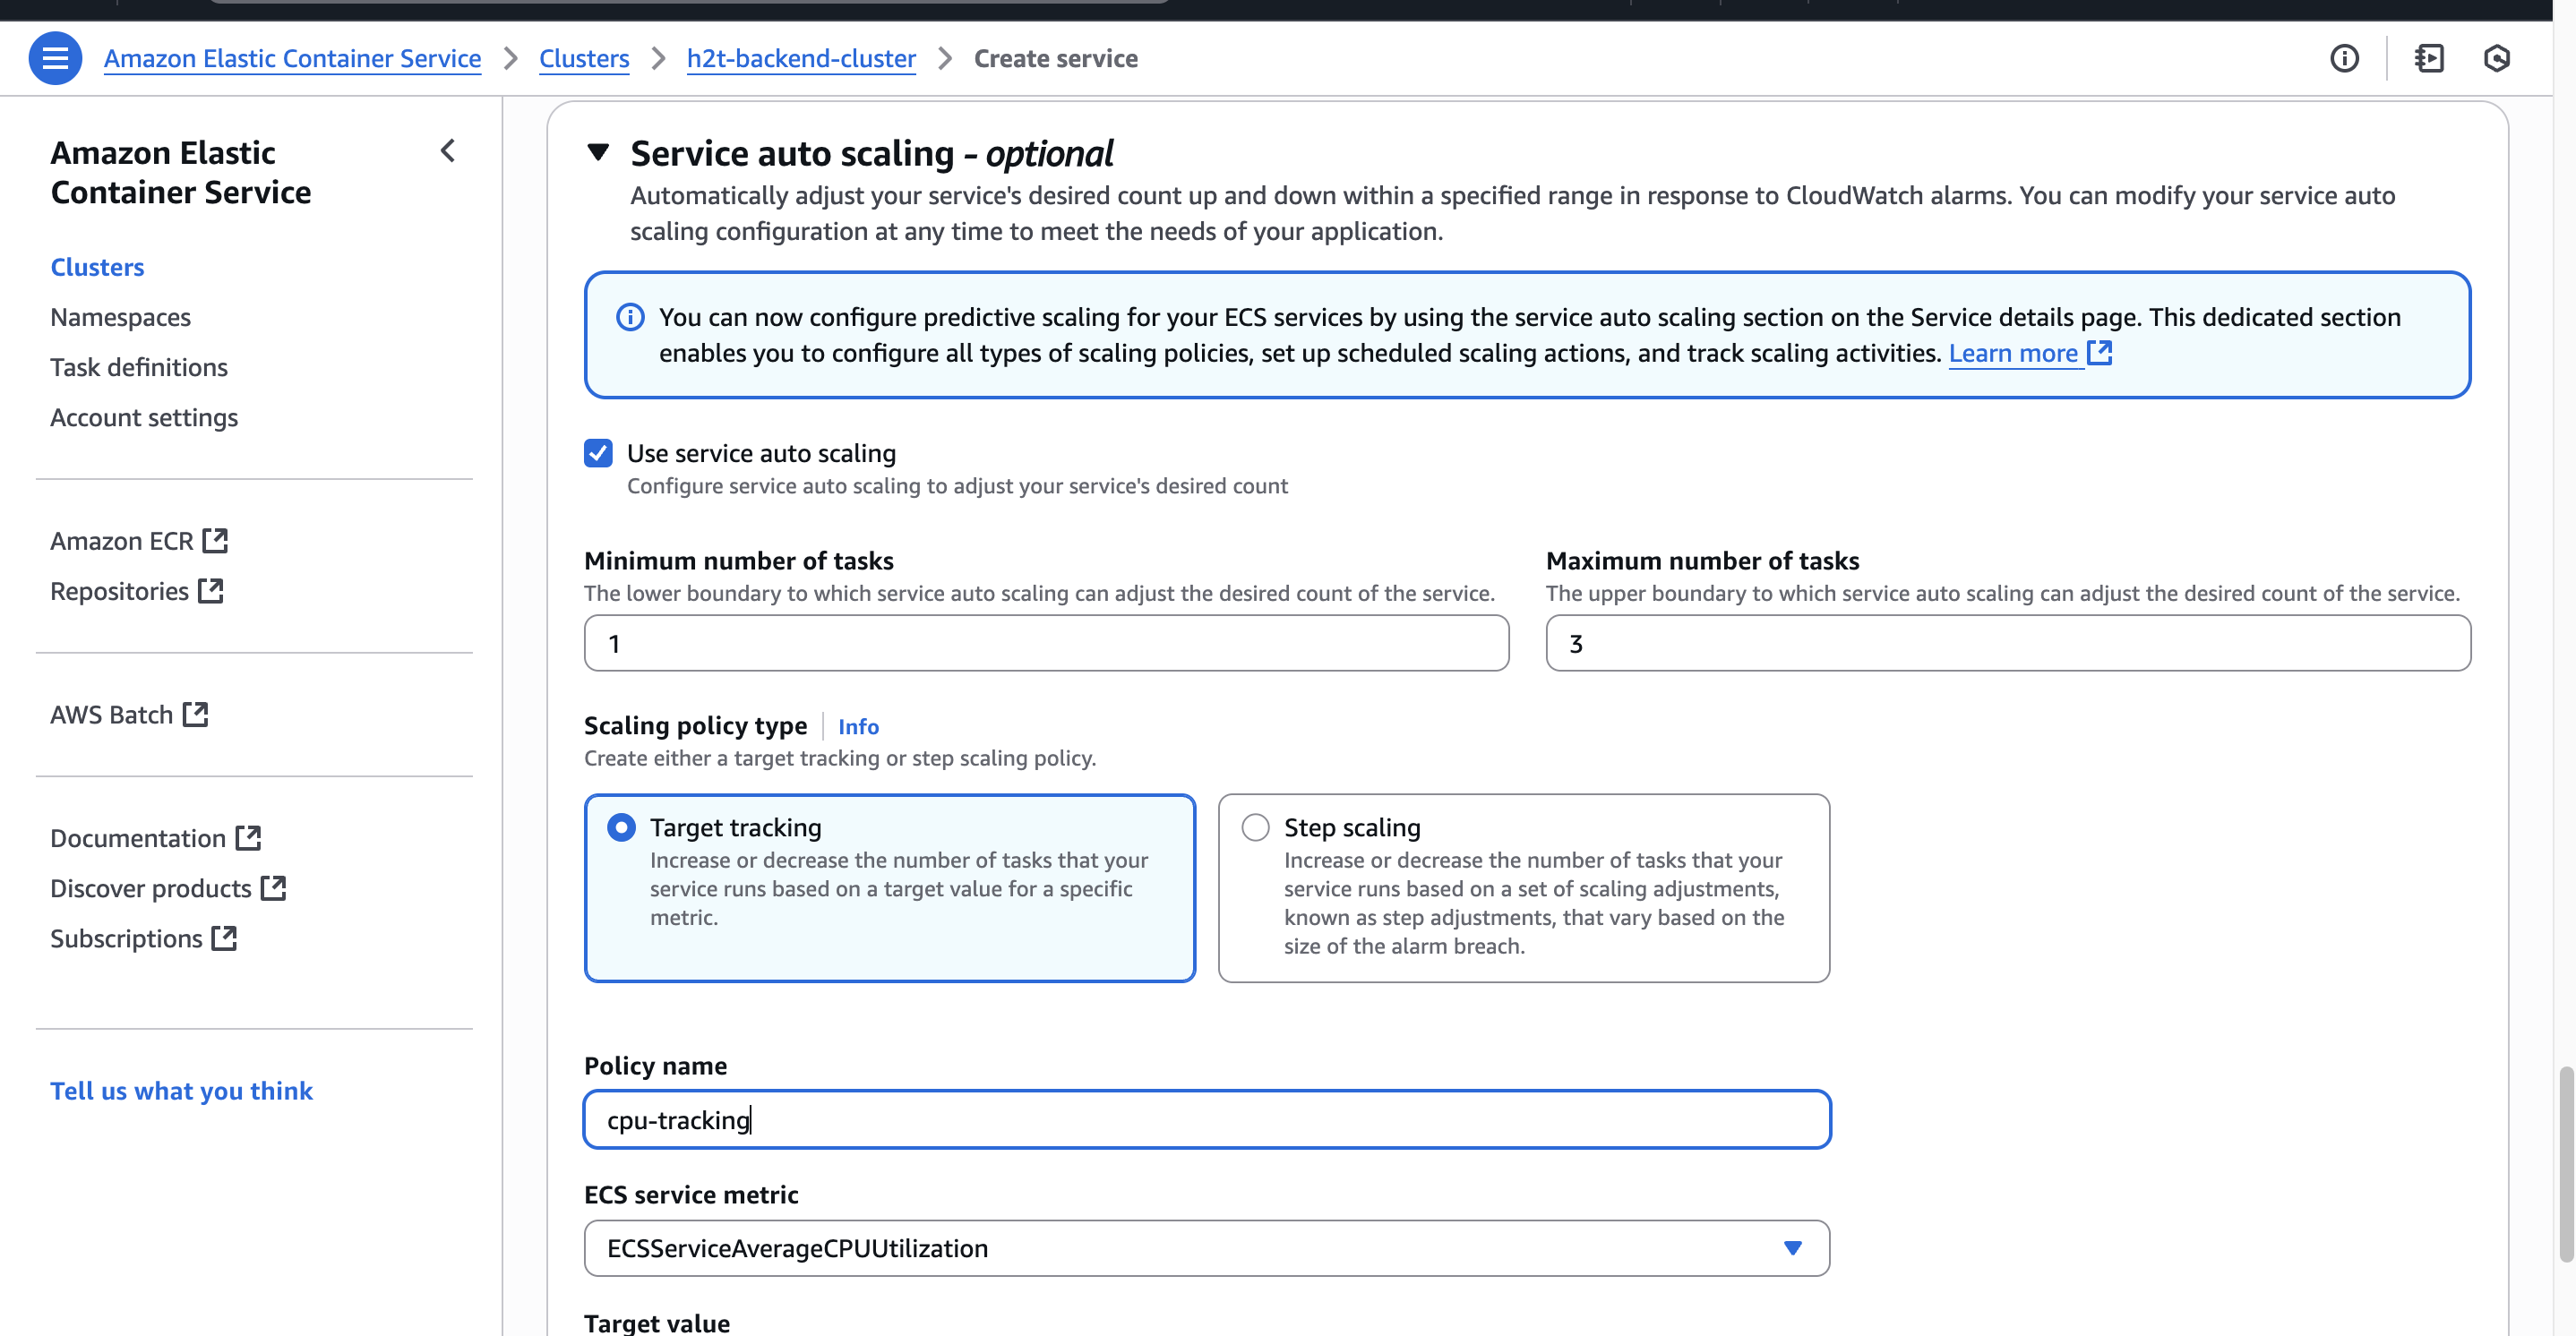 Amazon Elastic Container Service > Clusters > h2t-backend-cluster > Create service
Amazon Elastic
Container Service
Clusters
Namespaces
Task definitions
Account settings
Amazon ECR
Repositories
AWS Batch
Documentation
Discover products
Subscriptions
Tell us what you think
Service auto scaling - optional
Automatically adjust your service's desired count up and down within a specified range in response to CloudWatch alarms. You can modify your service auto
scaling configuration at any time to meet the needs of your application.
You can now configure predictive scaling for your ECS services by using the service auto scaling section on the Service details page. This dedicated section
enables you to configure all types of scaling policies, set up scheduled scaling actions, and track scaling activities. Learn more
Use service auto scaling
Configure service auto scaling to adjust your service's desired count
Minimum number of tasks
The lower boundary to which service auto scaling can adjust the desired count of the service.
1
Maximum number of tasks
The upper boundary to which service auto scaling can adjust the desired count of the service.
3
Scaling policy type Info
Create either a target tracking or step scaling policy.
Target tracking
Increase or decrease the number of tasks that your
service runs based on a target value for a specific
metric.
Step scaling
Increase or decrease the number of tasks that your
service runs based on a set of scaling adjustments,
known as step adjustments, that vary based on the
size of the alarm breach.
Policy name
cpu-tracking
ECS service metric
ECSServiceAverageCPUUtilization
Target value